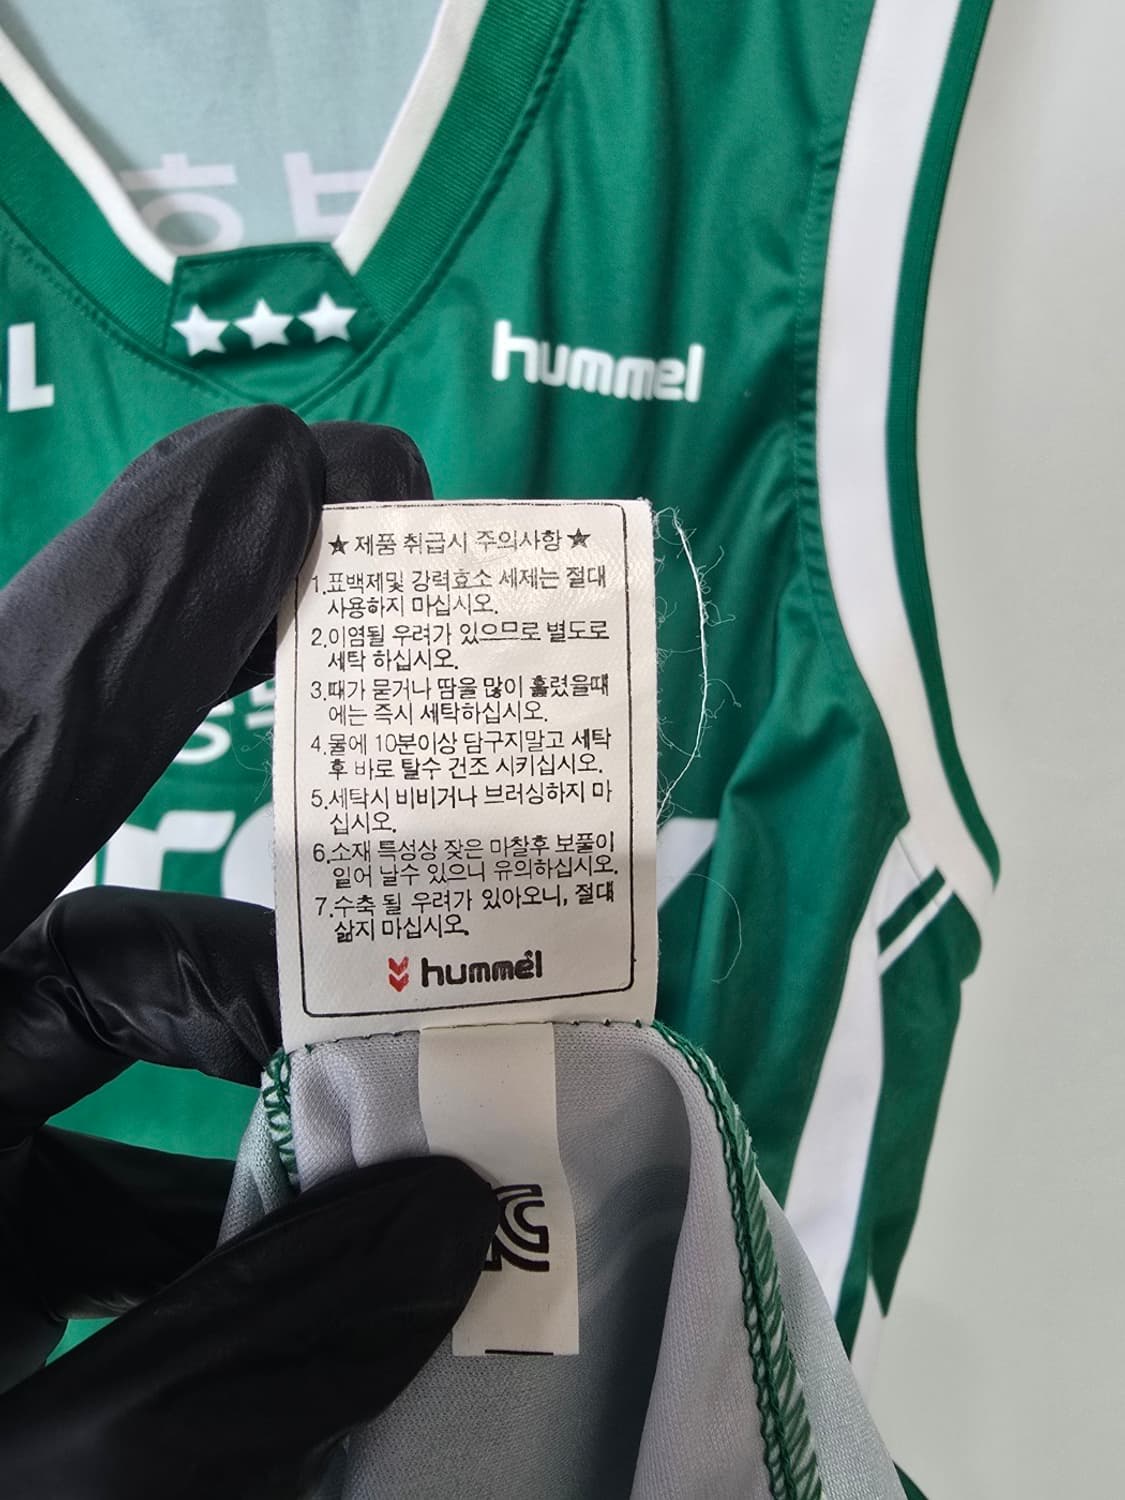 호보
L
hummel
★ 제품 취급시 주의사항 ★
1.표백제및 강력효소 세제는 절대
사용하지 마십시오.
2.이염될 우려가 있으므로 별도로
세탁 하십시오.
3.때가 묻거나 땀을 많이 흘렸을때
에는 즉시 세탁하십시오.
4.물에 10분이상 담구지말고 세탁
후 바로 탈수 건조 시키십시오.
5.세탁시 비비거나 브러싱하지 마
십시오.
6.소재 특성상 잦은 마찰후 보풀이
일어 날수 있으니 유의하십시오.
7.수축 될 우려가 있아오니, 절대
삶지 마십시오.
hummel